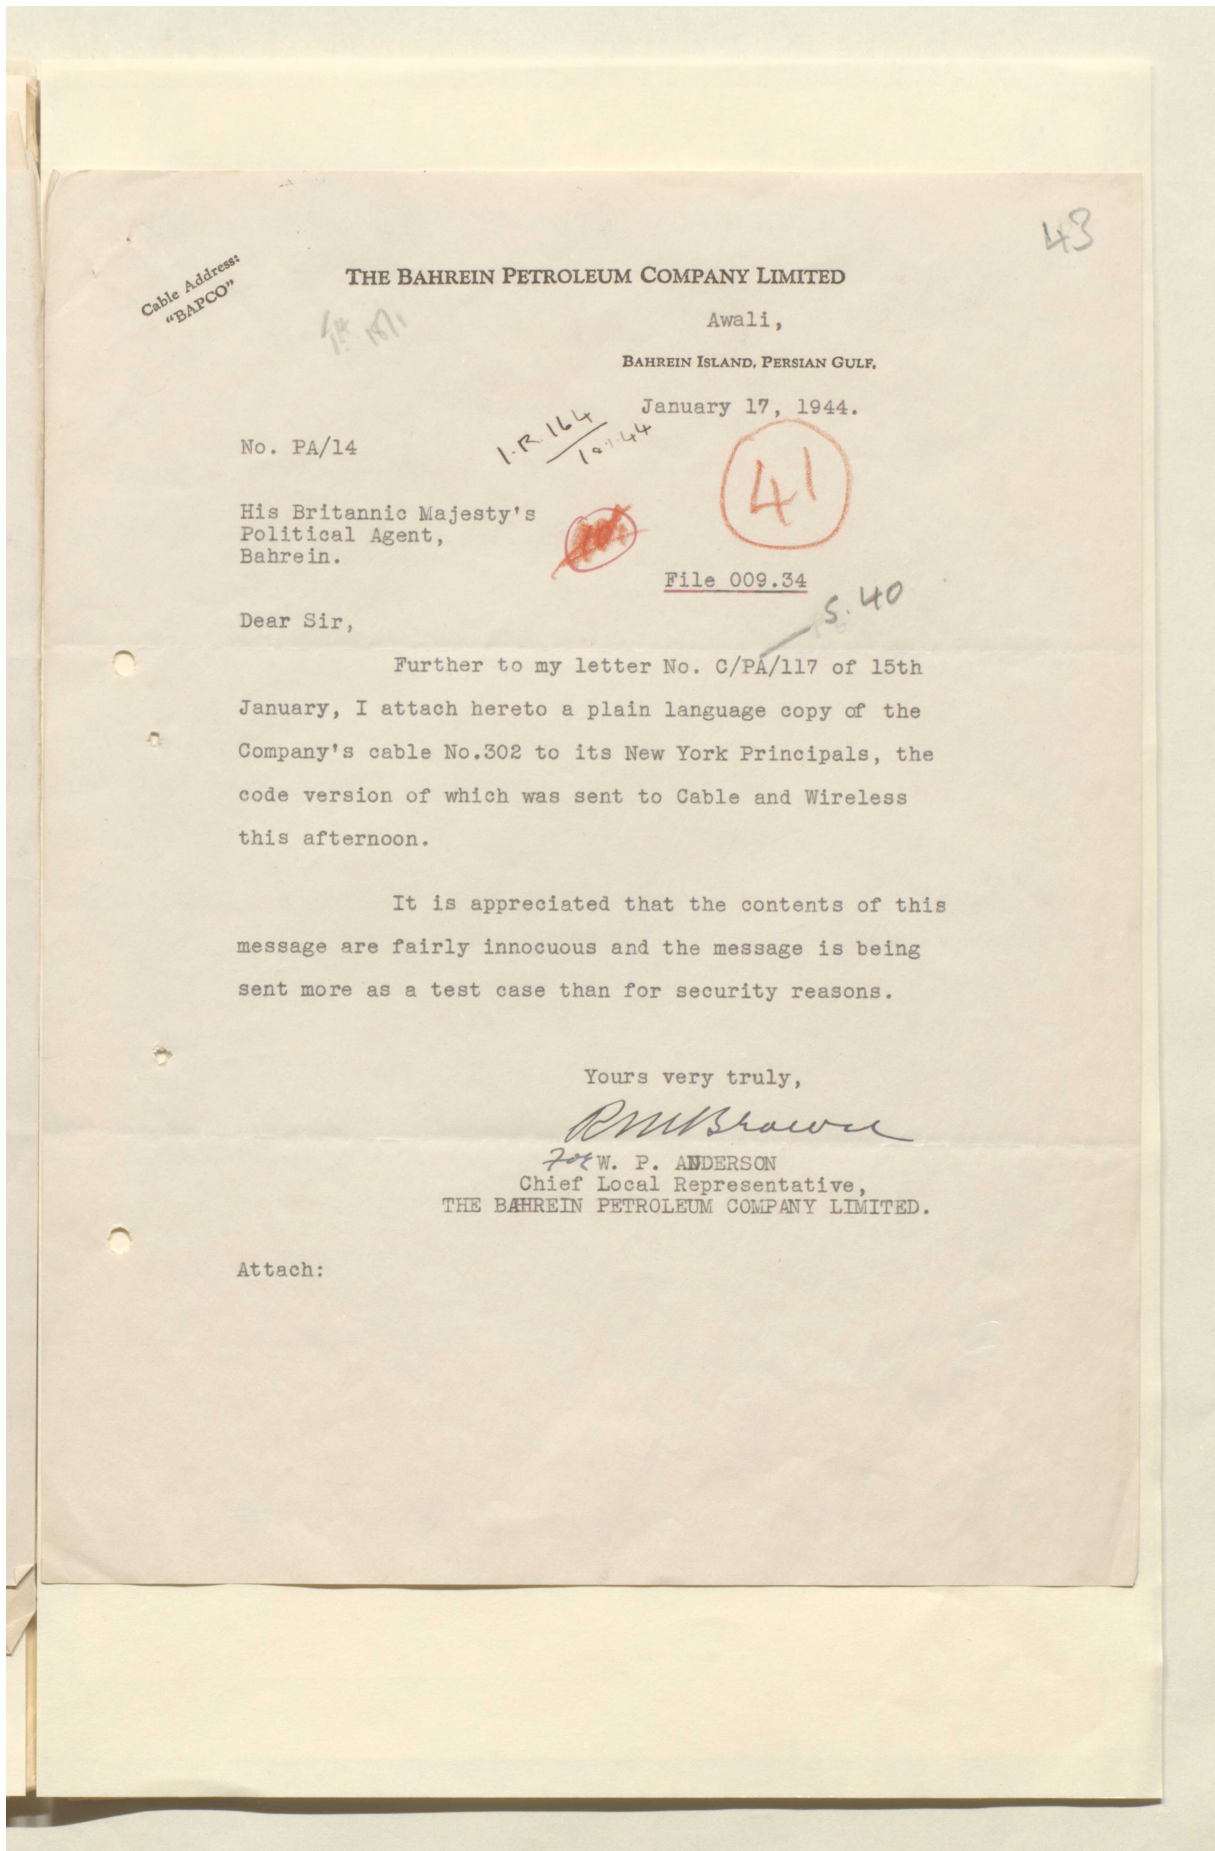 43
Cable Address:
"BAPCO"
THE BAHREIN PETROLEUM COMPANY LIMITED
Awali,
BAHREIN ISLAND, PERSIAN GULF,
January 17, 1944.
I.R. 164
No. PA/14
41
His Britannic Majesty's
Political Agent,
Bahrein.
File 009.34
S. 40
Dear Sir,
Further to my letter No. C/PA/117 of 15th
January, I attach hereto a plain language copy of the
Company's cable No.302 to its New York Principals, the
code version of which was sent to Cable and Wireless
this afternoon.
It is appreciated that the contents of this
message are fairly innocuous and the message is being
sent more as a test case than for security reasons.
Yours very truly,
RMBrown
for W. P. ANDERSON
Chief Local Representative,
THE BAHREIN PETROLEUM COMPANY LIMITED.
Attach: